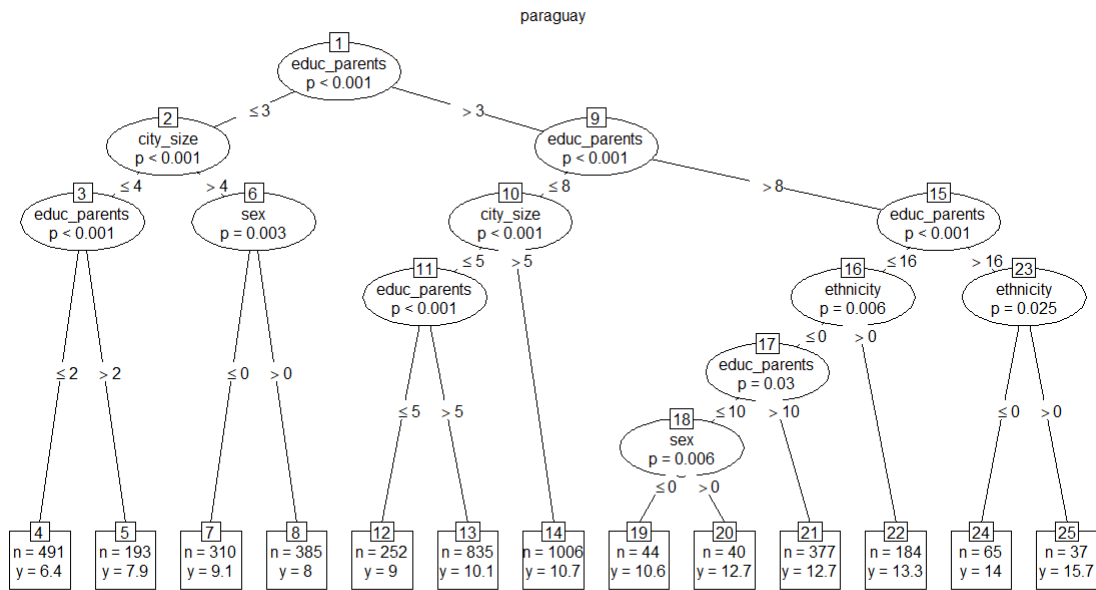 paraguay
1
educ_parents
p < 0.001
≤ 3
> 3
2
city_size
p < 0.001
9
educ_parents
p < 0.001
≤ 4
> 4
≤ 8
> 8
3
educ_parents
p < 0.001
6
sex
p = 0.003
10
city_size
p < 0.001
15
educ_parents
p < 0.001
≤ 5
> 5
≤ 16
> 16
11
educ_parents
p < 0.001
16
ethnicity
p = 0.006
23
ethnicity
p = 0.025
≤ 0
> 0
17
educ_parents
p = 0.03
≤ 2
> 2
≤ 0
> 0
≤ 5
> 5
≤ 10
> 10
≤ 0
> 0
18
sex
p = 0.006
≤ 0
> 0
4
n = 491
y = 6.4
5
n = 193
y = 7.9
7
n = 310
y = 9.1
8
n = 385
y = 8
12
n = 252
y = 9
13
n = 835
y = 10.1
14
n = 1006
y = 10.7
19
n = 44
y = 10.6
20
n = 40
y = 12.7
21
n = 377
y = 12.7
22
n = 184
y = 13.3
24
n = 65
y = 14
25
n = 37
y = 15.7